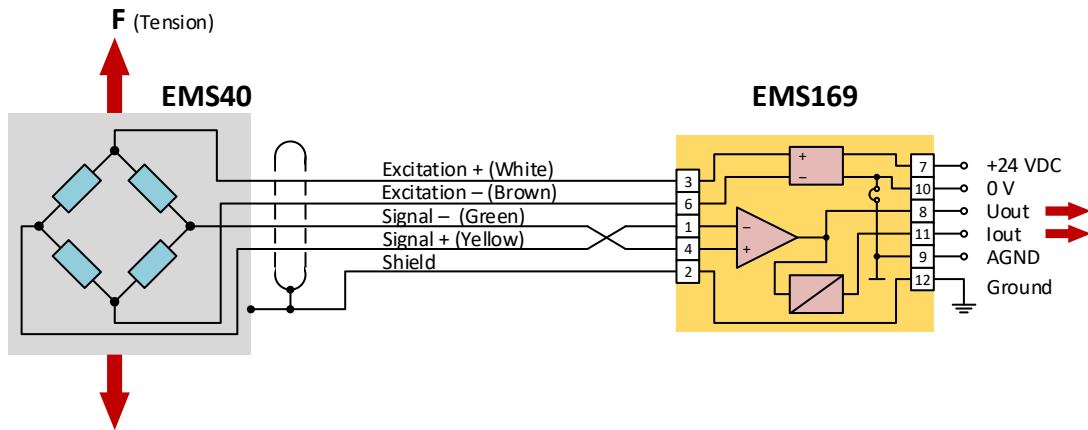 F (Tension)
EMS40
EMS169
Excitation + (White)
Excitation – (Brown)
Signal – (Green)
Signal + (Yellow)
Shield
3
6
1
4
2
+
–
–
+
7
10
8
11
9
12
+24 VDC
0 V
Uout
Iout
AGND
Ground